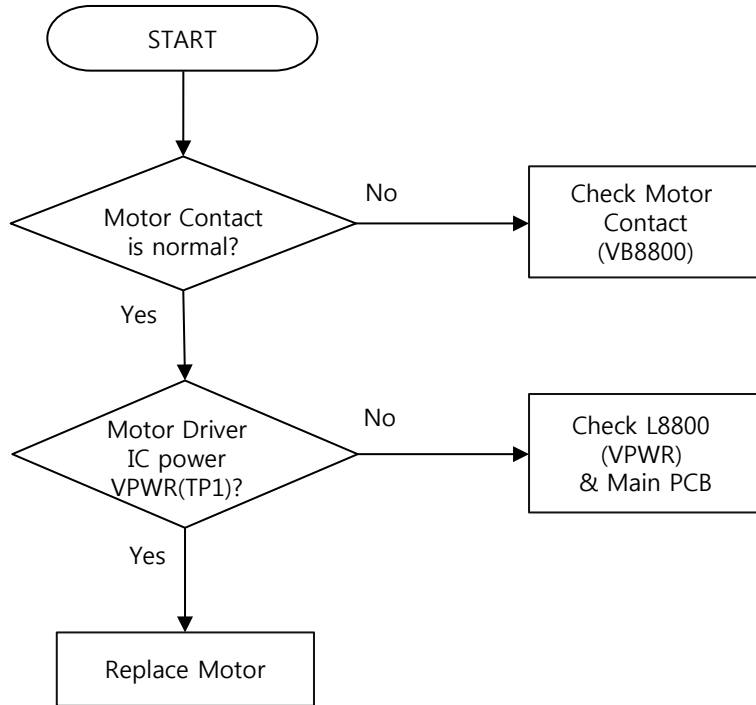 START
Motor Contact
is normal?
No
Check Motor
Contact
(VB8800)
Yes
Motor Driver
IC power
VPWR(TP1)?
No
Check L8800
(VPWR)
& Main PCB
Yes
Replace Motor